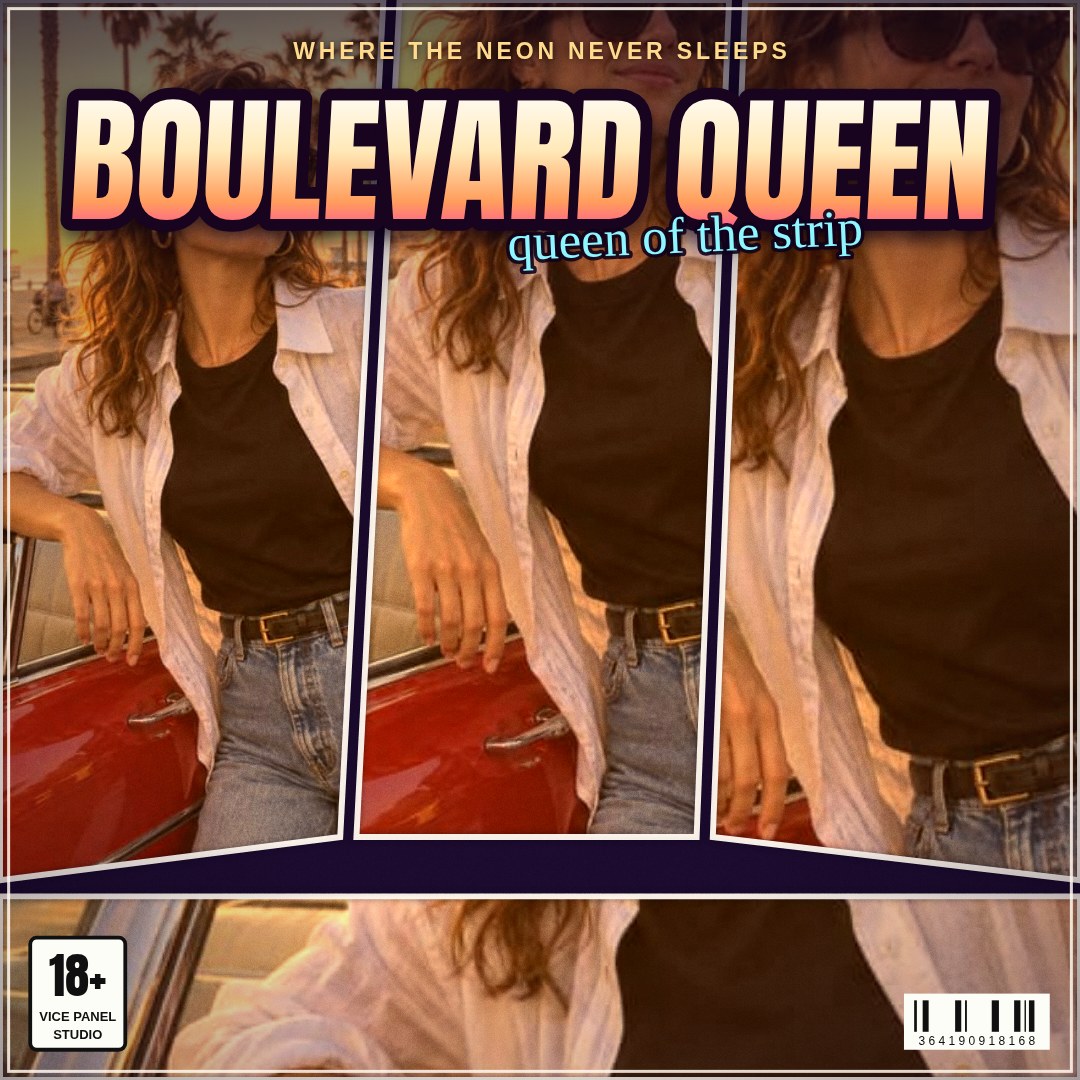 WHERE THE NEON NEVER SLEEPS
BOULEVARD QUEEN
queen of the strip
18+
VICE PANEL
STUDIO
364190918168